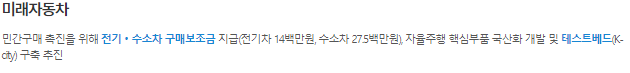 미래자동차
민간구매 촉진을 위해 전기・수소차 구매보조금 지급(전기차 14백만원, 수소차 27.5백만원), 자율주행 핵심부품 국산화 개발 및 테스트베드(K-
city) 구축 추진